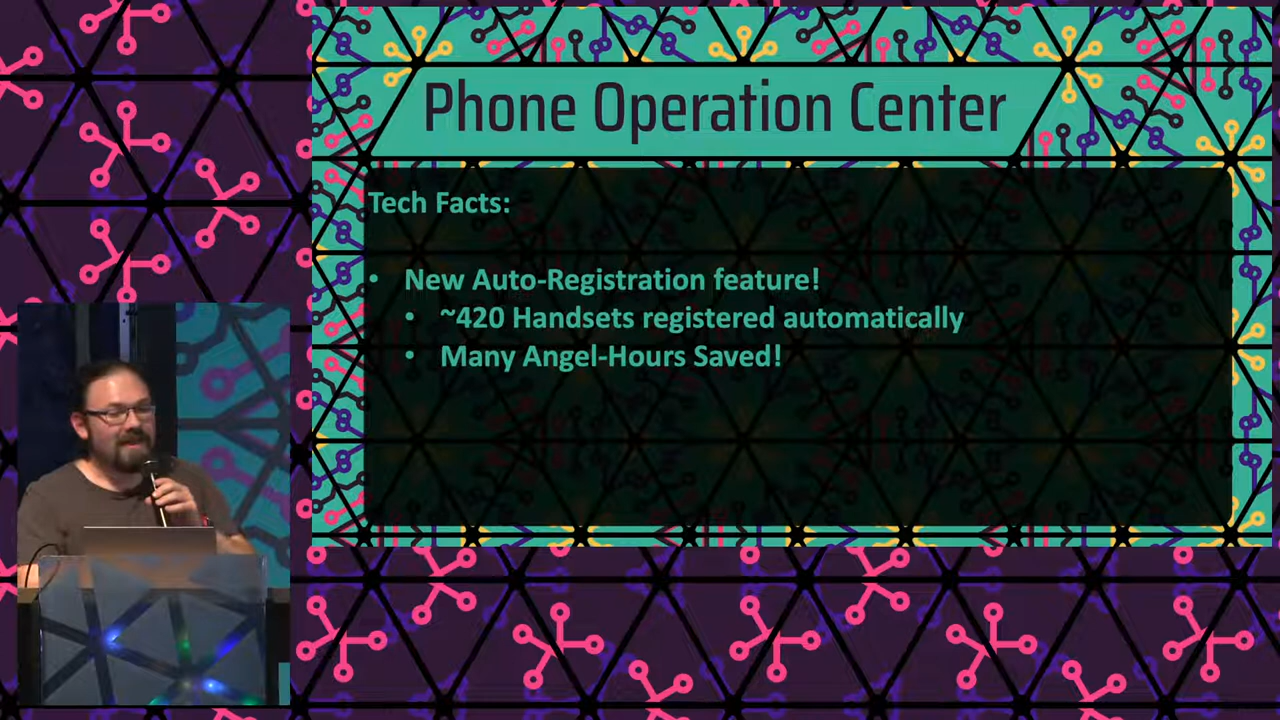 Phone Operation Center
Tech Facts:
• New Auto-Registration feature!
• ~420 Handsets registered automatically
• Many Angel-Hours Saved!